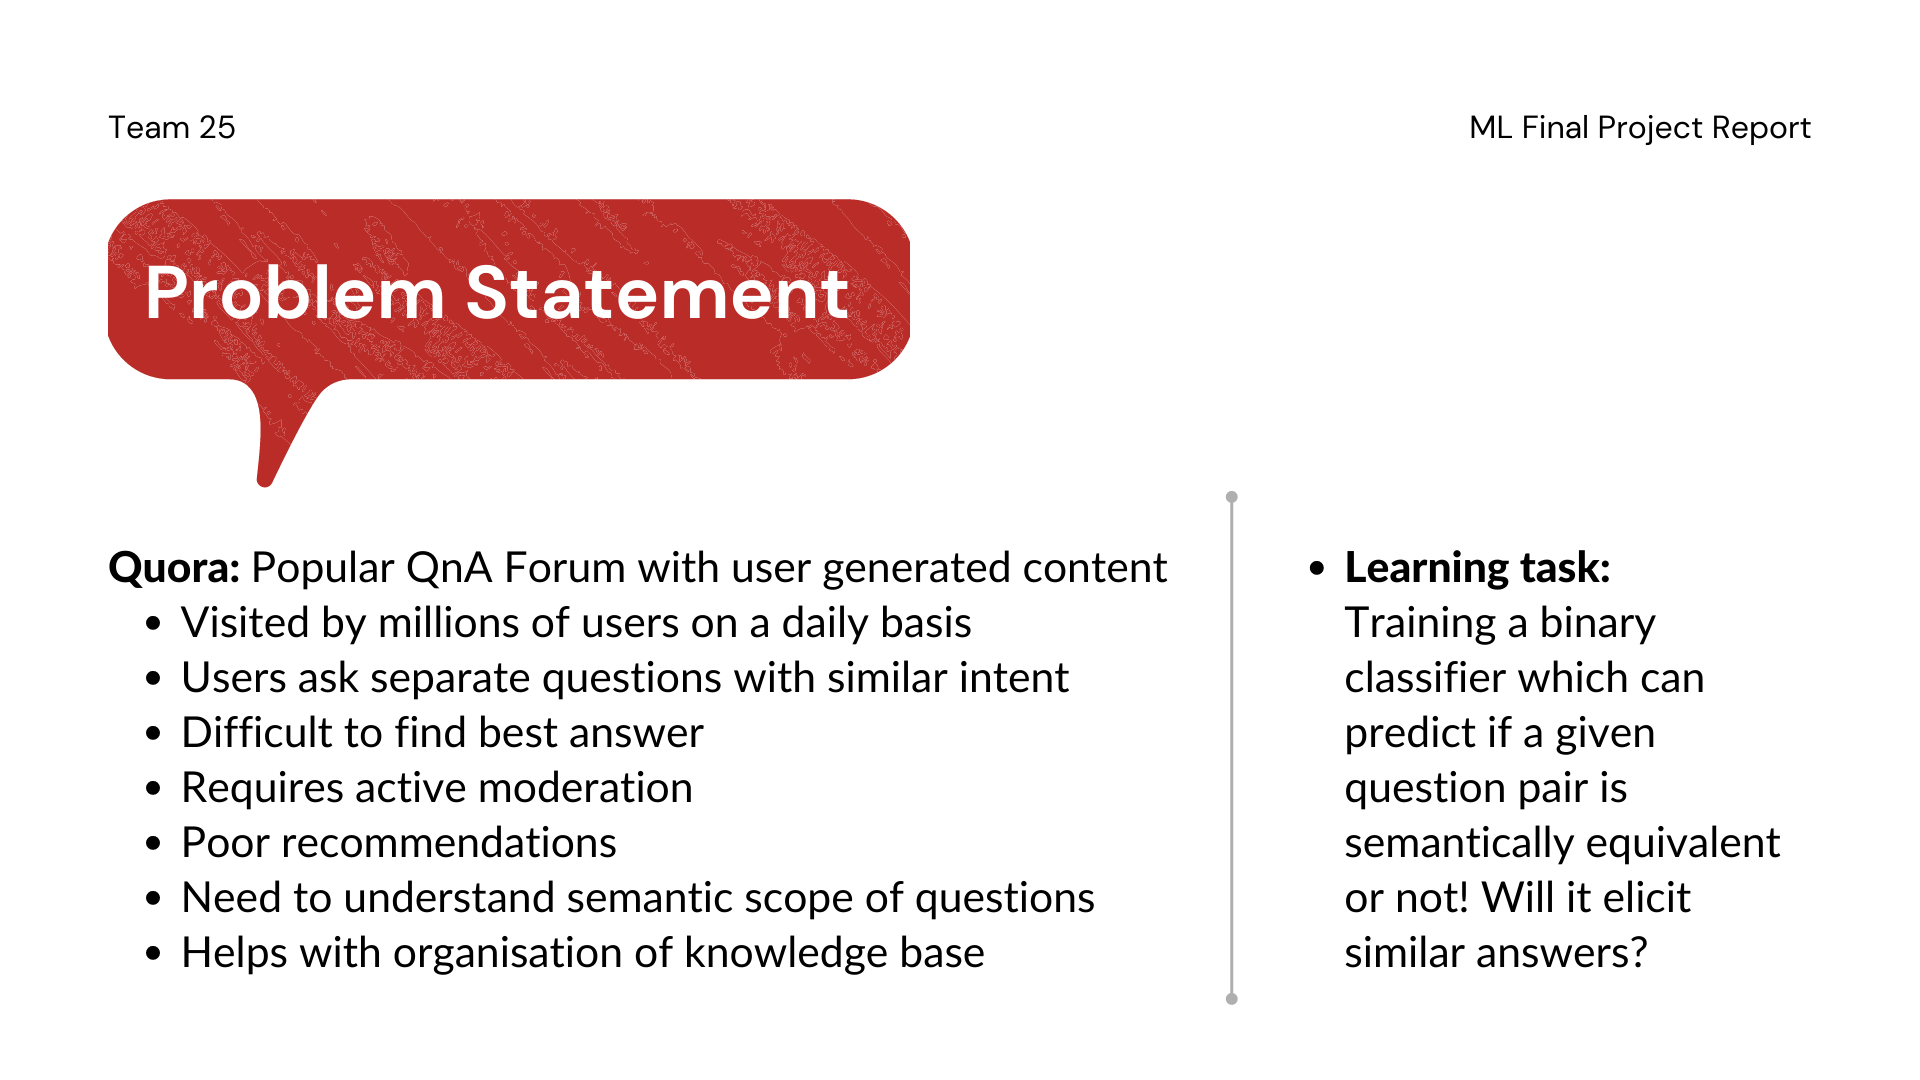 Team 25
ML Final Project Report
Problem Statement
Quora: Popular QnA Forum with user generated content
• Visited by millions of users on a daily basis
• Users ask separate questions with similar intent
• Difficult to find best answer
• Requires active moderation
• Poor recommendations
• Need to understand semantic scope of questions
• Helps with organisation of knowledge base
• Learning task:
Training a binary
classifier which can
predict if a given
question pair is
semantically equivalent
or not! Will it elicit
similar answers?